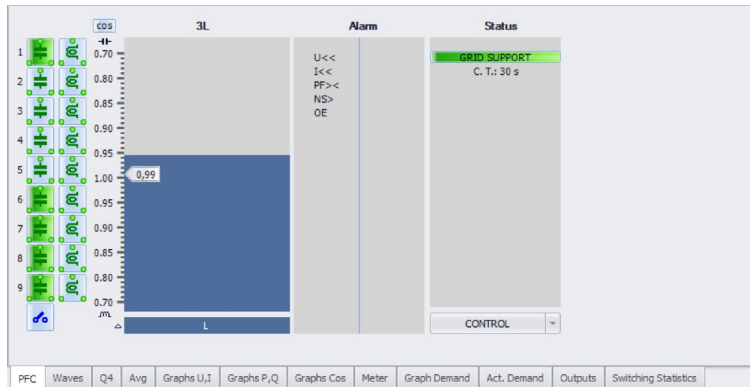 cos 3L Alarm Status
1 0.70 U<< GRID SUPPORT
I<< C. T.: 30 s
2 0.80 PF><
3 0.85 NS>
OE
4 0.90
0.95
5 1.00 0,99
6 0.95
7 0.90
8 0.85
0.80
9 0.70
L CONTROL
PFC Waves Q4 Avg Graphs U,I Graphs P,Q Graphs Cos Meter Graph Demand Act. Demand Outputs Switching Statistics